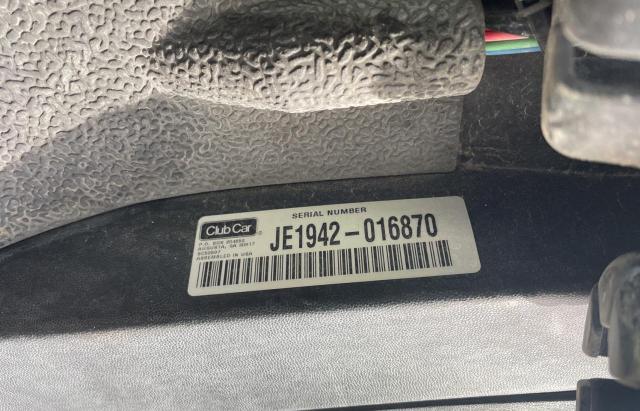 SERIAL NUMBER
Club Car
JE1942-016870
P.O. BOX 204658
AUGUSTA, GA 30917
ASSEMBLED IN USA